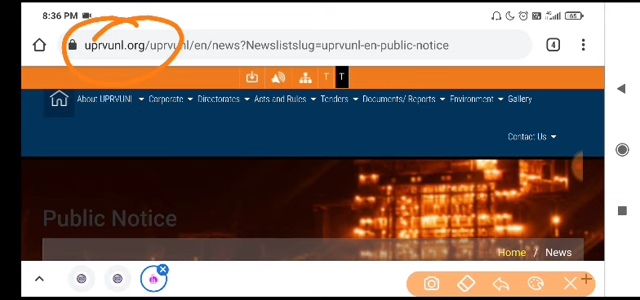 8:36 PM 65
uprvunl.org/uprvunl/en/news?Newslistslug=uprvunl-en-public-notice 4
T T
About UPRVUNL Corporate Directorates Acts and Rules Tenders Documents/ Reports Environment Gallery
Contact Us
Public Notice
Home / News